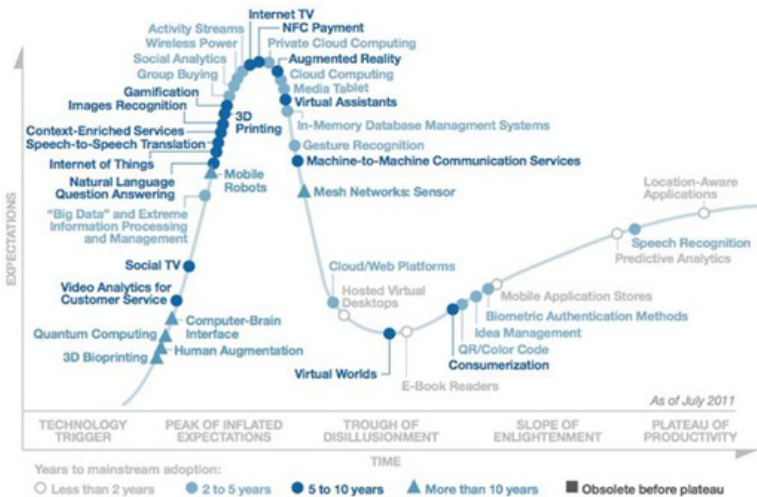 Internet TV
NFC Payment
Activity Streams
Wireless Power
Social Analytics
Group Buying
Gamification
Images Recognition
Context-Enriched Services
Speech-to-Speech Translation
Internet of Things
Natural Language
Question Answering
"Big Data" and Extreme
Information Processing
and Management
Social TV
Video Analytics for
Customer Service
Quantum Computing
3D Bioprinting
Private Cloud Computing
Augmented Reality
Cloud Computing
Media Tablet
Virtual Assistants
In-Memory Database Managment Systems
Gesture Recognition
Machine-to-Machine Communication Services
Mesh Networks: Sensor
3D
Printing
Mobile
Robots
Computer-Brain
Interface
Human Augmentation
Cloud/Web Platforms
Hosted Virtual
Desktops
Virtual Worlds
E-Book Readers
Consumerization
QR/Color Code
Idea Management
Biometric Authentication Methods
Mobile Application Stores
Location-Aware
Applications
Speech Recognition
Predictive Analytics
EXPECTATIONS
As of July 2011
TECHNOLOGY
TRIGGER
PEAK OF INFLATED
EXPECTATIONS
TROUGH OF
DISILLUSIONMENT
SLOPE OF
ENLIGHTENMENT
PLATEAU OF
PRODUCTIVITY
TIME
Years to mainstream adoption:
Less than 2 years
2 to 5 years
5 to 10 years
More than 10 years
Obsolete before plateau